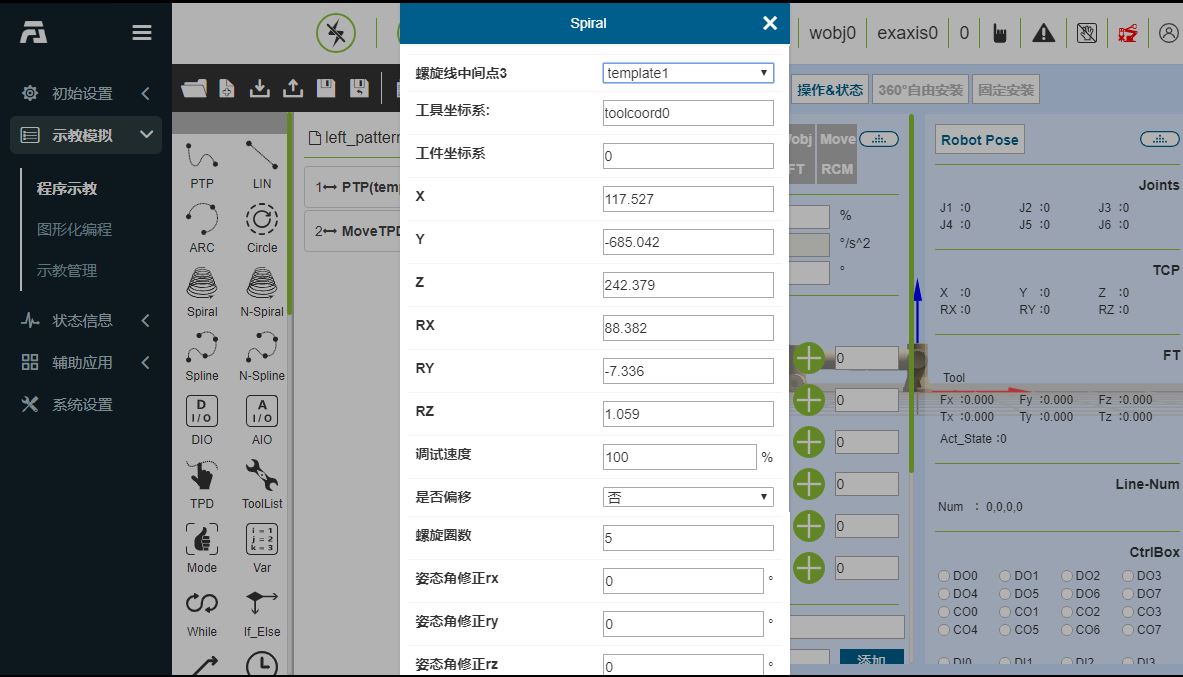 Spiral
wobj0
exaxis0
0
初始设置
示教模拟
程序示教
图形化编程
示教管理
状态信息
辅助应用
系统设置
PTP
LIN
ARC
Circle
Spiral
N-Spiral
Spline
N-Spline
D
I/O
A
I/O
DIO
AIO
TPD
ToolList
i = 1
j = 2
k = 3
Mode
Var
While
If_Else
left_pattern
1 PTP(temp
2 MoveTPD
螺旋线中间点3
template1
工具坐标系:
toolcoord0
工件坐标系
0
X
117.527
Y
-685.042
Z
242.379
RX
88.382
RY
-7.336
RZ
1.059
调试速度
100
%
是否偏移
否
螺旋圈数
5
姿态角修正rx
0
°
姿态角修正ry
0
°
姿态角修正rz
0
°
操作&状态
360°自由安装
固定安装
obj
Move
FT
RCM
%
°/s^2
°
0
0
0
0
0
0
添加
Robot Pose
Joints
J1 :0 J2 :0 J3 :0
J4 :0 J5 :0 J6 :0
TCP
X :0 Y :0 Z :0
RX :0 RY :0 RZ :0
FT
Tool
Fx :0.000 Fy :0.000 Fz :0.000
Tx :0.000 Ty :0.000 Tz :0.000
Act_State :0
Line-Num
Num : 0,0,0,0
CtrlBox
DO0 DO1 DO2 DO3
DO4 DO5 DO6 DO7
CO0 CO1 CO2 CO3
CO4 CO5 CO6 CO7
DI0 DI1 DI2 DI3